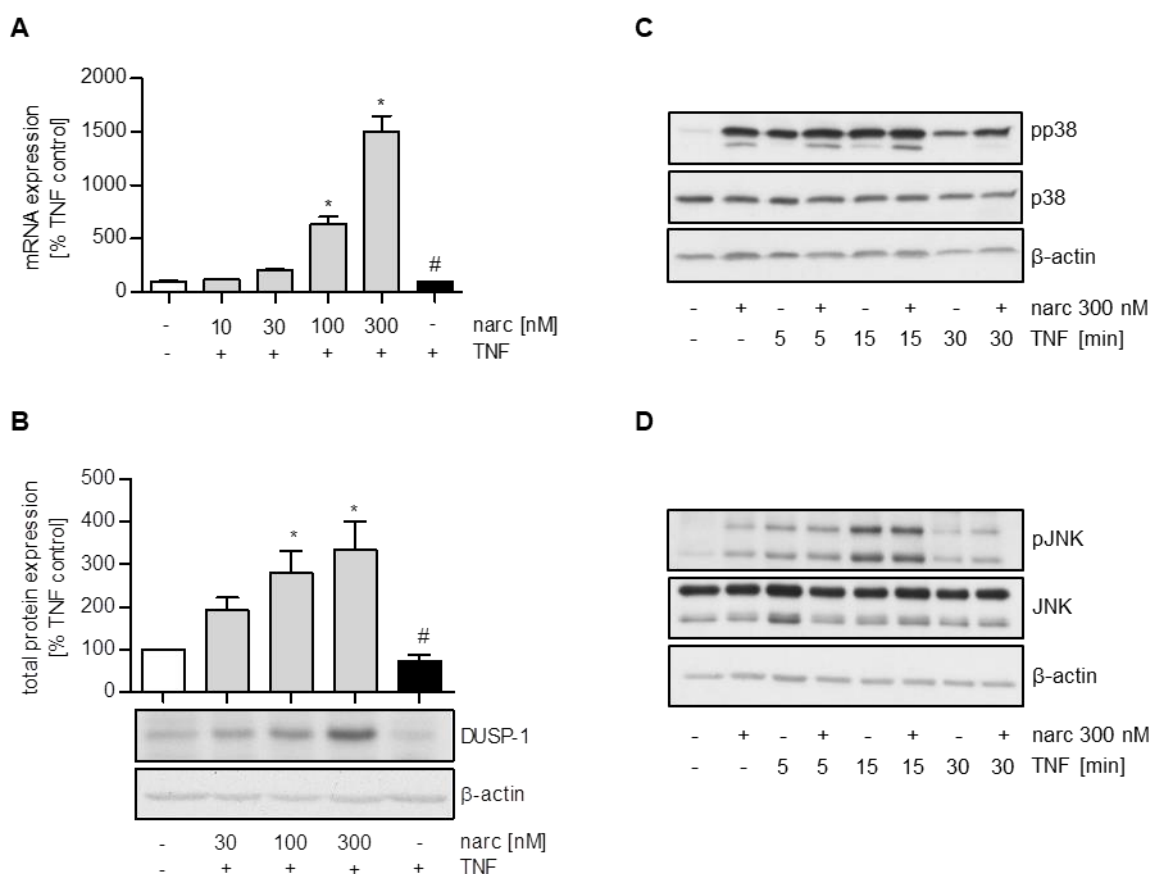 A
mRNA expression
[% TNF control]
2000
1500
1000
500
0
*
*
#
- 10 30 100 300 - narc [nM]
- + + + + + TNF
B
total protein expression
[% TNF control]
500
400
300
200
100
0
*
*
#
DUSP-1
β-actin
- 30 100 300 - narc [nM]
- + + + + TNF
C
pp38
p38
β-actin
- + - + - + - + narc 300 nM
- - 5 5 15 15 30 30 TNF [min]
D
pJNK
JNK
β-actin
- + - + - + - + narc 300 nM
- - 5 5 15 15 30 30 TNF [min]